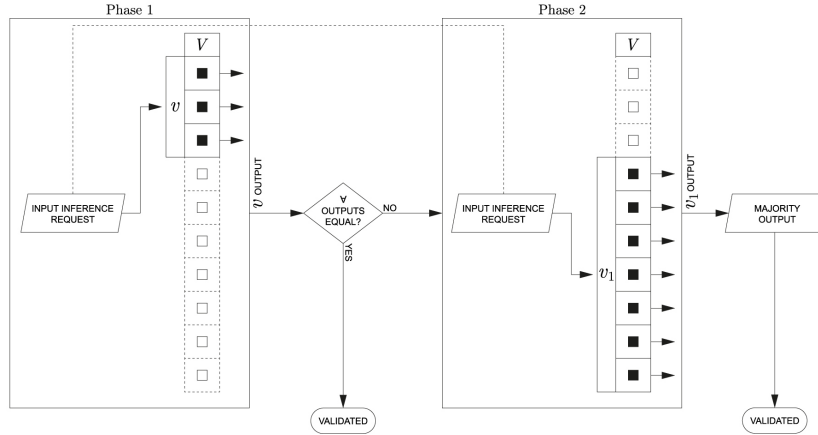 Phase 1
V
v
INPUT INFERENCE
REQUEST
v OUTPUT
∀
OUTPUTS
EQUAL?
NO
YES
VALIDATED
Phase 2
V
INPUT INFERENCE
REQUEST
v₁
v₁ OUTPUT
MAJORITY
OUTPUT
VALIDATED